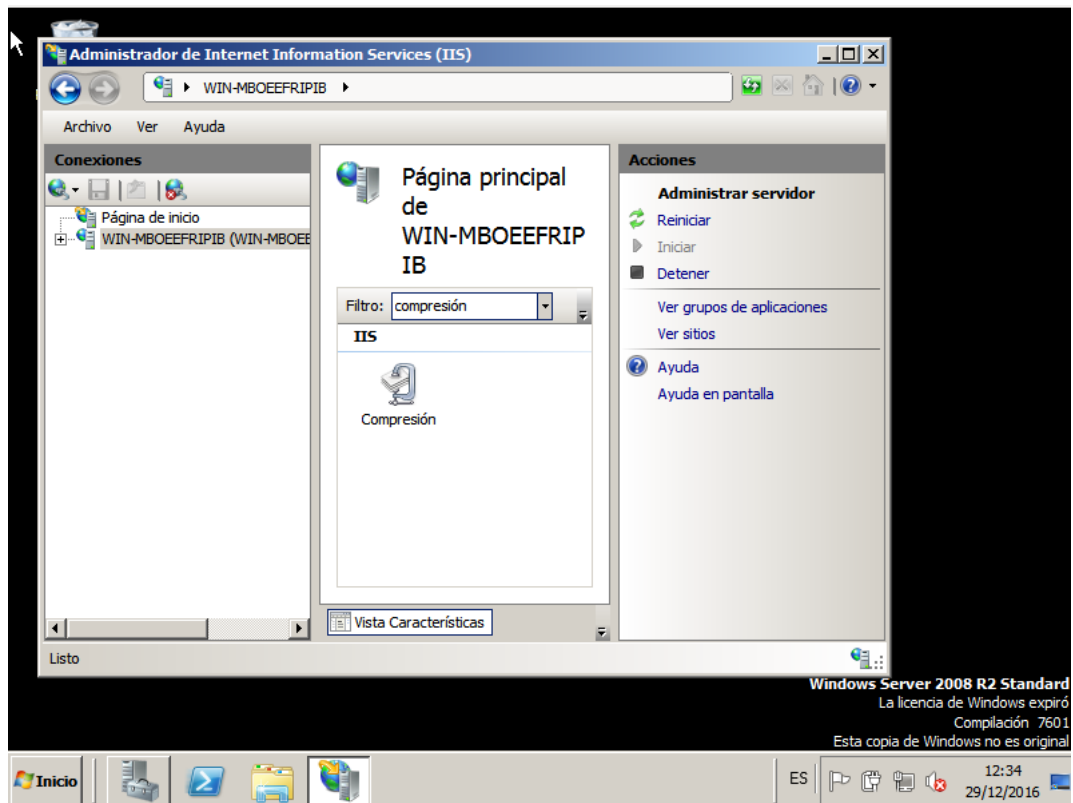 Administrador de Internet Information Services (IIS)
WIN-MBOEEFRIPIB
Archivo Ver Ayuda
Conexiones
Página de inicio
WIN-MBOEEFRIPIB (WIN-MBOEE
Página principal
de
WIN-MBOEEFRIP
IB
Filtro: compresión
IIS
Compresión
Vista Características
Acciones
Administrar servidor
Reiniciar
Iniciar
Detener
Ver grupos de aplicaciones
Ver sitios
Ayuda
Ayuda en pantalla
Listo
Windows Server 2008 R2 Standard
La licencia de Windows expiró
Compilación 7601
Esta copia de Windows no es original
Inicio
ES
12:34
29/12/2016